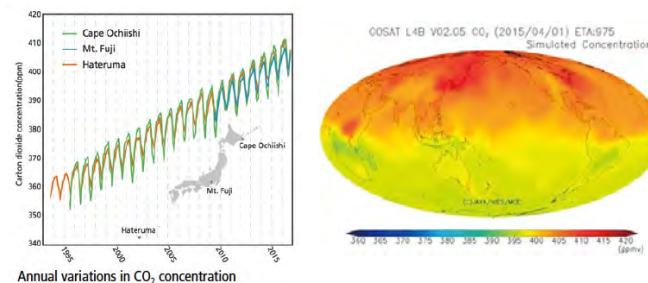 Cape Ochiishi
Mt. Fuji
Hateruma
Carbon dioxide concentration(ppm)
420
410
400
390
380
370
360
350
340
1995
2000
2005
2010
2015
Cape Ochiishi
Mt. Fuji
Hateruma
Annual variations in CO₂ concentration
GOSAT L4B V02.05 CO₂ (2015/04/01) ETA:975
Simulated Concentration
360 365 370 375 380 385 390 395 400 405 410 415 420
(ppmv)